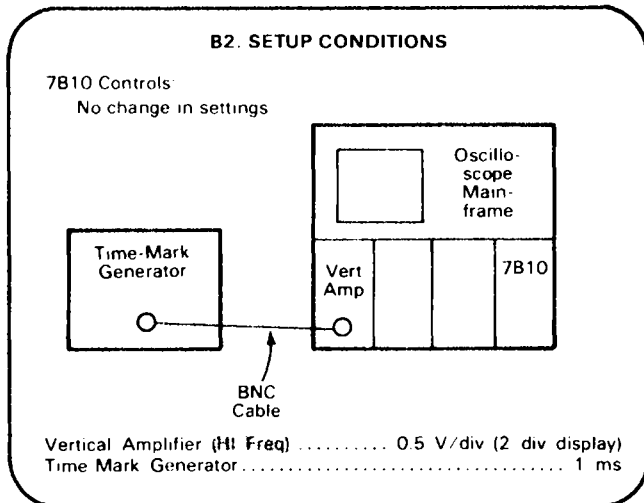 B2. SETUP CONDITIONS
7B10 Controls
No change in settings
Oscillo-
scope
Main-
frame
Time-Mark
Generator
Vert
Amp
7B10
BNC
Cable
Vertical Amplifier (HI Freq) .......... 0.5 V/div (2 div display)
Time Mark Generator.................................. 1 ms